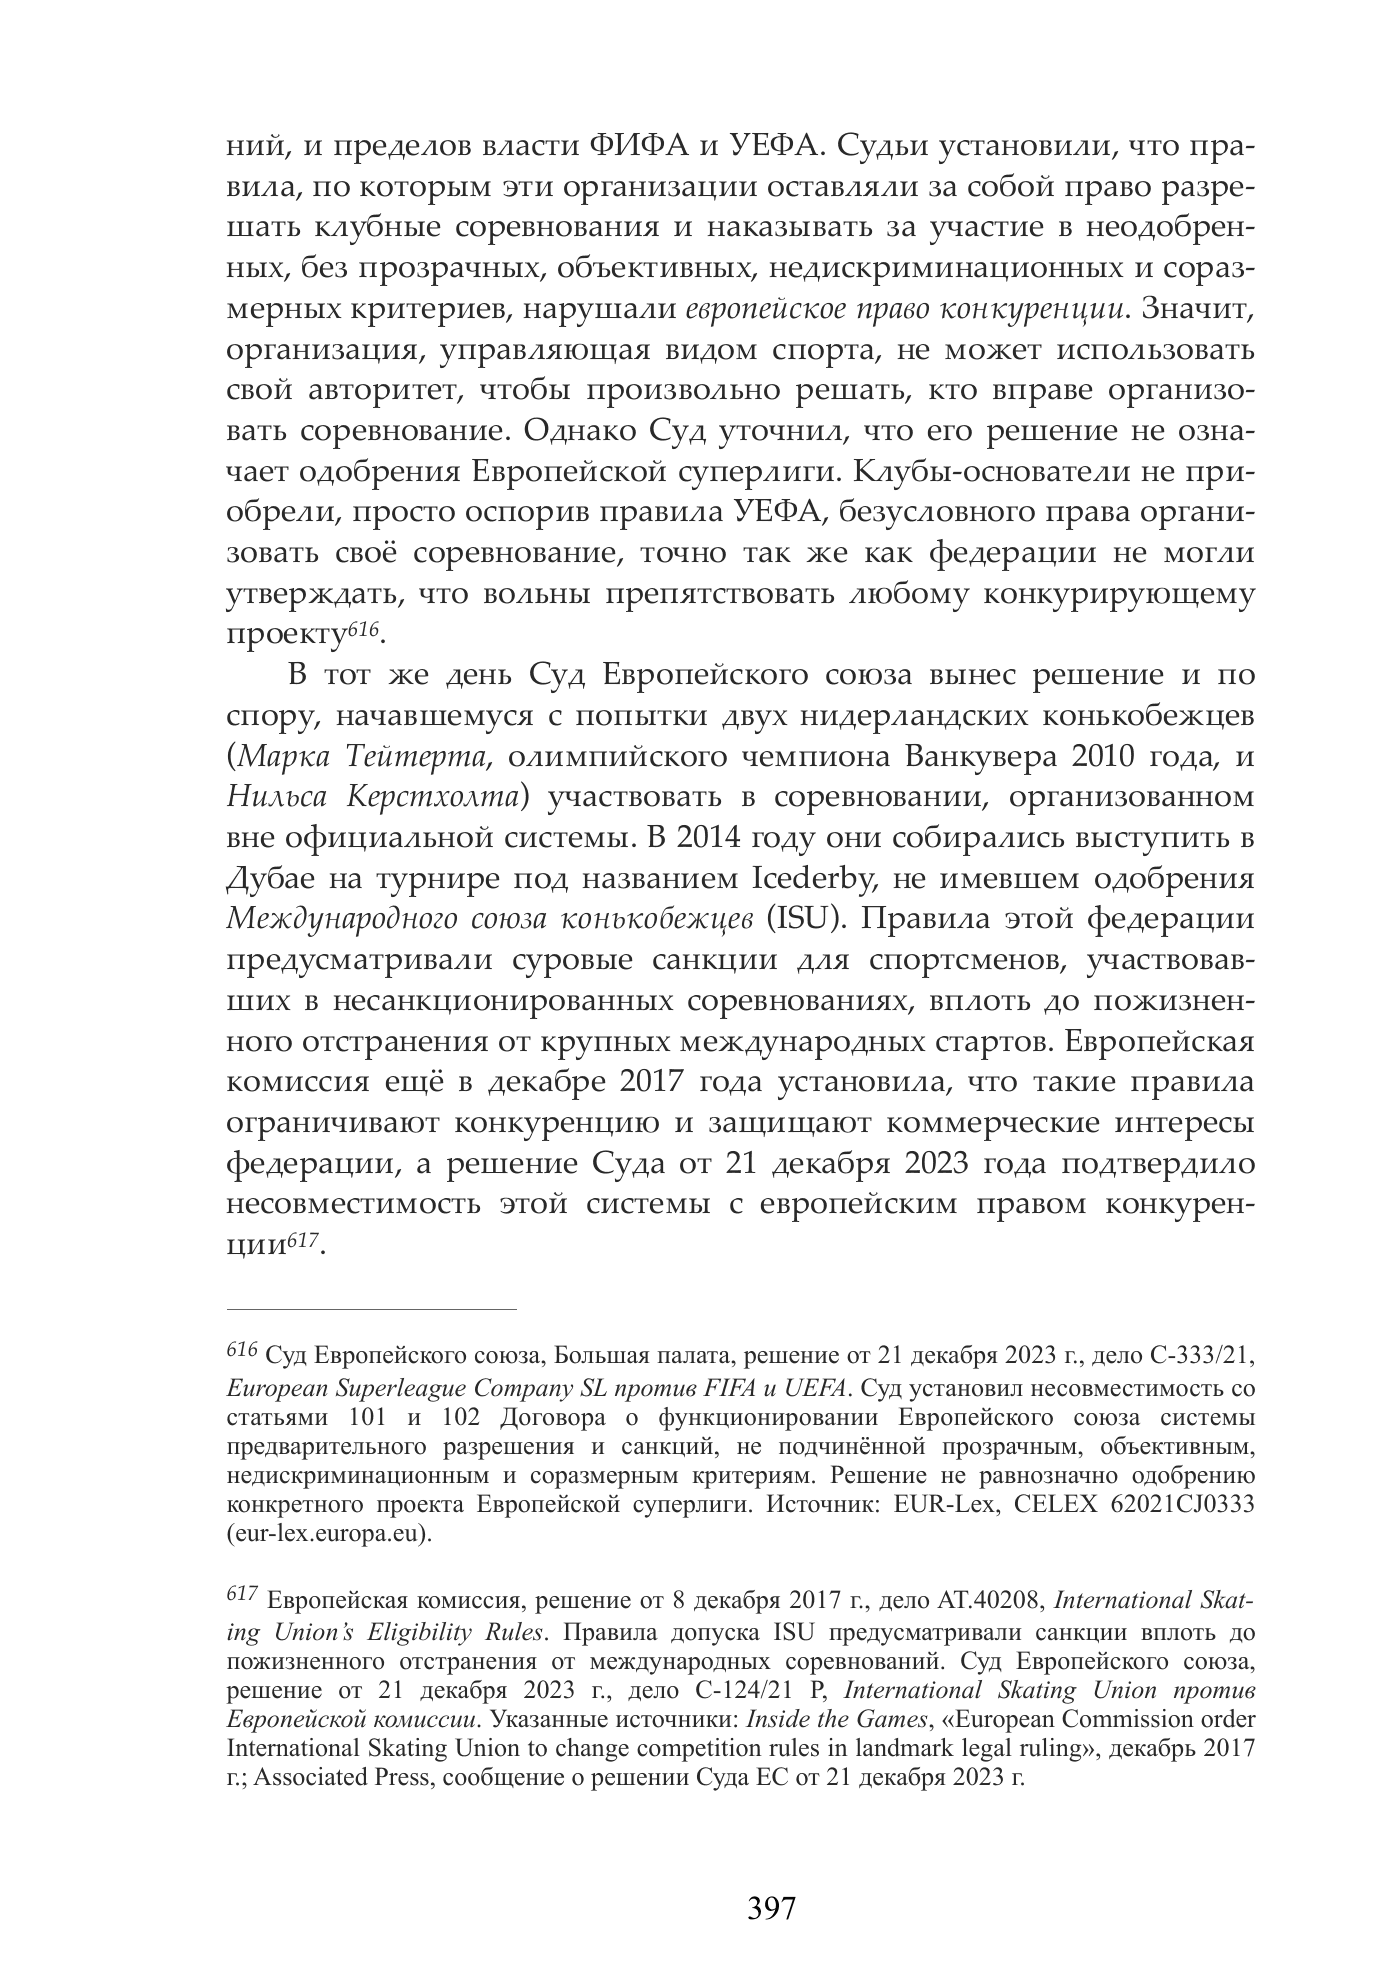 ний, и пределов власти ФИФА и УЕФА. Судьи установили, что пра-
вила, по которым эти организации оставляли за собой право разре-
шать клубные соревнования и наказывать за участие в неодобрен-
ных, без прозрачных, объективных, недискриминационных и сораз-
мерных критериев, нарушали европейское право конкуренции. Значит,
организация, управляющая видом спорта, не может использовать
свой авторитет, чтобы произвольно решать, кто вправе организо-
вать соревнование. Однако Суд уточнил, что его решение не озна-
чает одобрения Европейской суперлиги. Клубы-основатели не при-
обрели, просто оспорив правила УЕФА, безусловного права органи-
зовать своё соревнование, точно так же как федерации не могли
утверждать, что вольны препятствовать любому конкурирующему
проекту616.
В тот же день Суд Европейского союза вынес решение и по
спору, начавшемуся с попытки двух нидерландских конькобежцев
(Марка Тейтерта, олимпийского чемпиона Ванкувера 2010 года, и
Нильса Керстхолта) участвовать в соревновании, организованном
вне официальной системы. В 2014 году они собирались выступить в
Дубае на турнире под названием Icederby, не имевшем одобрения
Международного союза конькобежцев (ISU). Правила этой федерации
предусматривали суровые санкции для спортсменов, участвовав-
ших в несанкционированных соревнованиях, вплоть до пожизнен-
ного отстранения от крупных международных стартов. Европейская
комиссия ещё в декабре 2017 года установила, что такие правила
ограничивают конкуренцию и защищают коммерческие интересы
федерации, а решение Суда от 21 декабря 2023 года подтвердило
несовместимость этой системы с европейским правом конкурен-
ции617.
616 Суд Европейского союза, Большая палата, решение от 21 декабря 2023 г., дело C-333/21,
European Superleague Company SL против FIFA и UEFA. Суд установил несовместимость со
статьями 101 и 102 Договора о функционировании Европейского союза системы
предварительного разрешения и санкций, не подчинённой прозрачным, объективным,
недискриминационным и соразмерным критериям. Решение не равнозначно одобрению
конкретного проекта Европейской суперлиги. Источник: EUR-Lex, CELEX 62021CJ0333
(eur-lex.europa.eu).
617 Европейская комиссия, решение от 8 декабря 2017 г., дело AT.40208, International Skat-
ing Union’s Eligibility Rules. Правила допуска ISU предусматривали санкции вплоть до
пожизненного отстранения от международных соревнований. Суд Европейского союза,
решение от 21 декабря 2023 г., дело C-124/21 P, International Skating Union против
Европейской комиссии. Указанные источники: Inside the Games, «European Commission order
International Skating Union to change competition rules in landmark legal ruling», декабрь 2017
г.; Associated Press, сообщение о решении Суда ЕС от 21 декабря 2023 г.
397